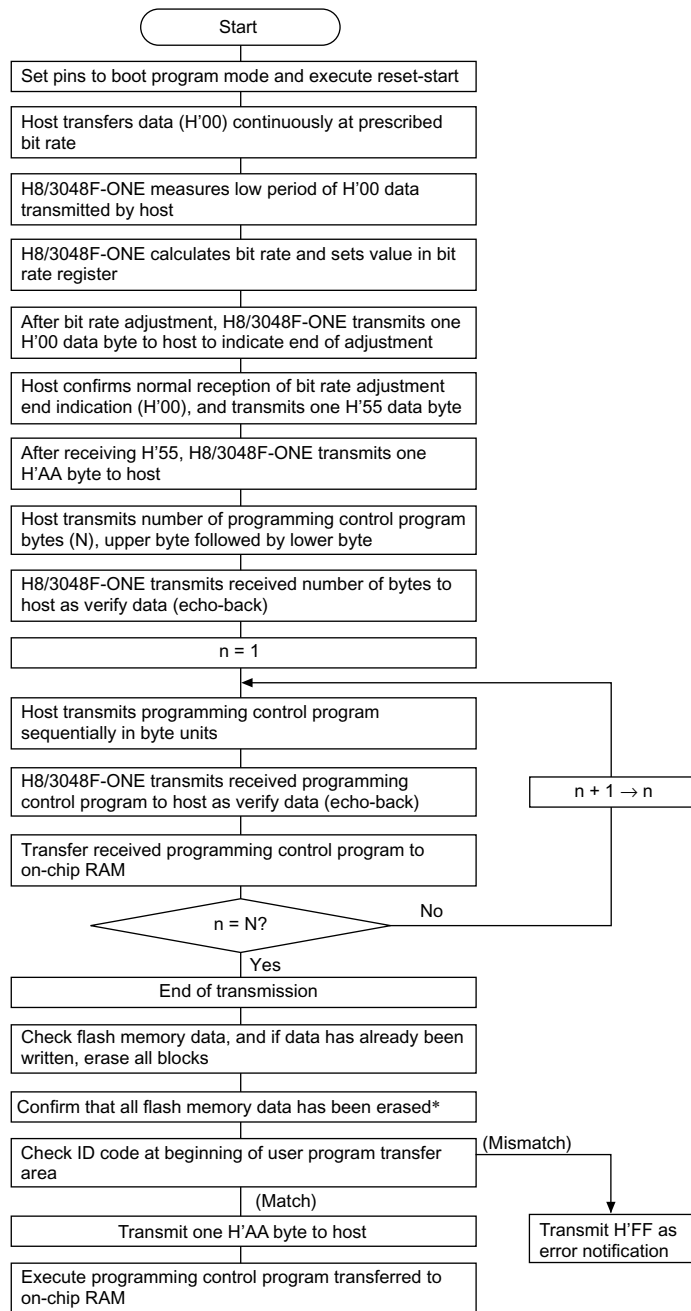 Start
Set pins to boot program mode and execute reset-start
Host transfers data (H'00) continuously at prescribed
bit rate
H8/3048F-ONE measures low period of H'00 data
transmitted by host
H8/3048F-ONE calculates bit rate and sets value in bit
rate register
After bit rate adjustment, H8/3048F-ONE transmits one
H'00 data byte to host to indicate end of adjustment
Host confirms normal reception of bit rate adjustment
end indication (H'00), and transmits one H'55 data byte
After receiving H'55, H8/3048F-ONE transmits one
H'AA byte to host
Host transmits number of programming control program
bytes (N), upper byte followed by lower byte
H8/3048F-ONE transmits received number of bytes to
host as verify data (echo-back)
n = 1
Host transmits programming control program
sequentially in byte units
H8/3048F-ONE transmits received programming
control program to host as verify data (echo-back)
n + 1 → n
Transfer received programming control program to
on-chip RAM
n = N?
No
Yes
End of transmission
Check flash memory data, and if data has already been
written, erase all blocks
Confirm that all flash memory data has been erased*
Check ID code at beginning of user program transfer
area
(Mismatch)
(Match)
Transmit one H'AA byte to host
Transmit H'FF as
error notification
Execute programming control program transferred to
on-chip RAM